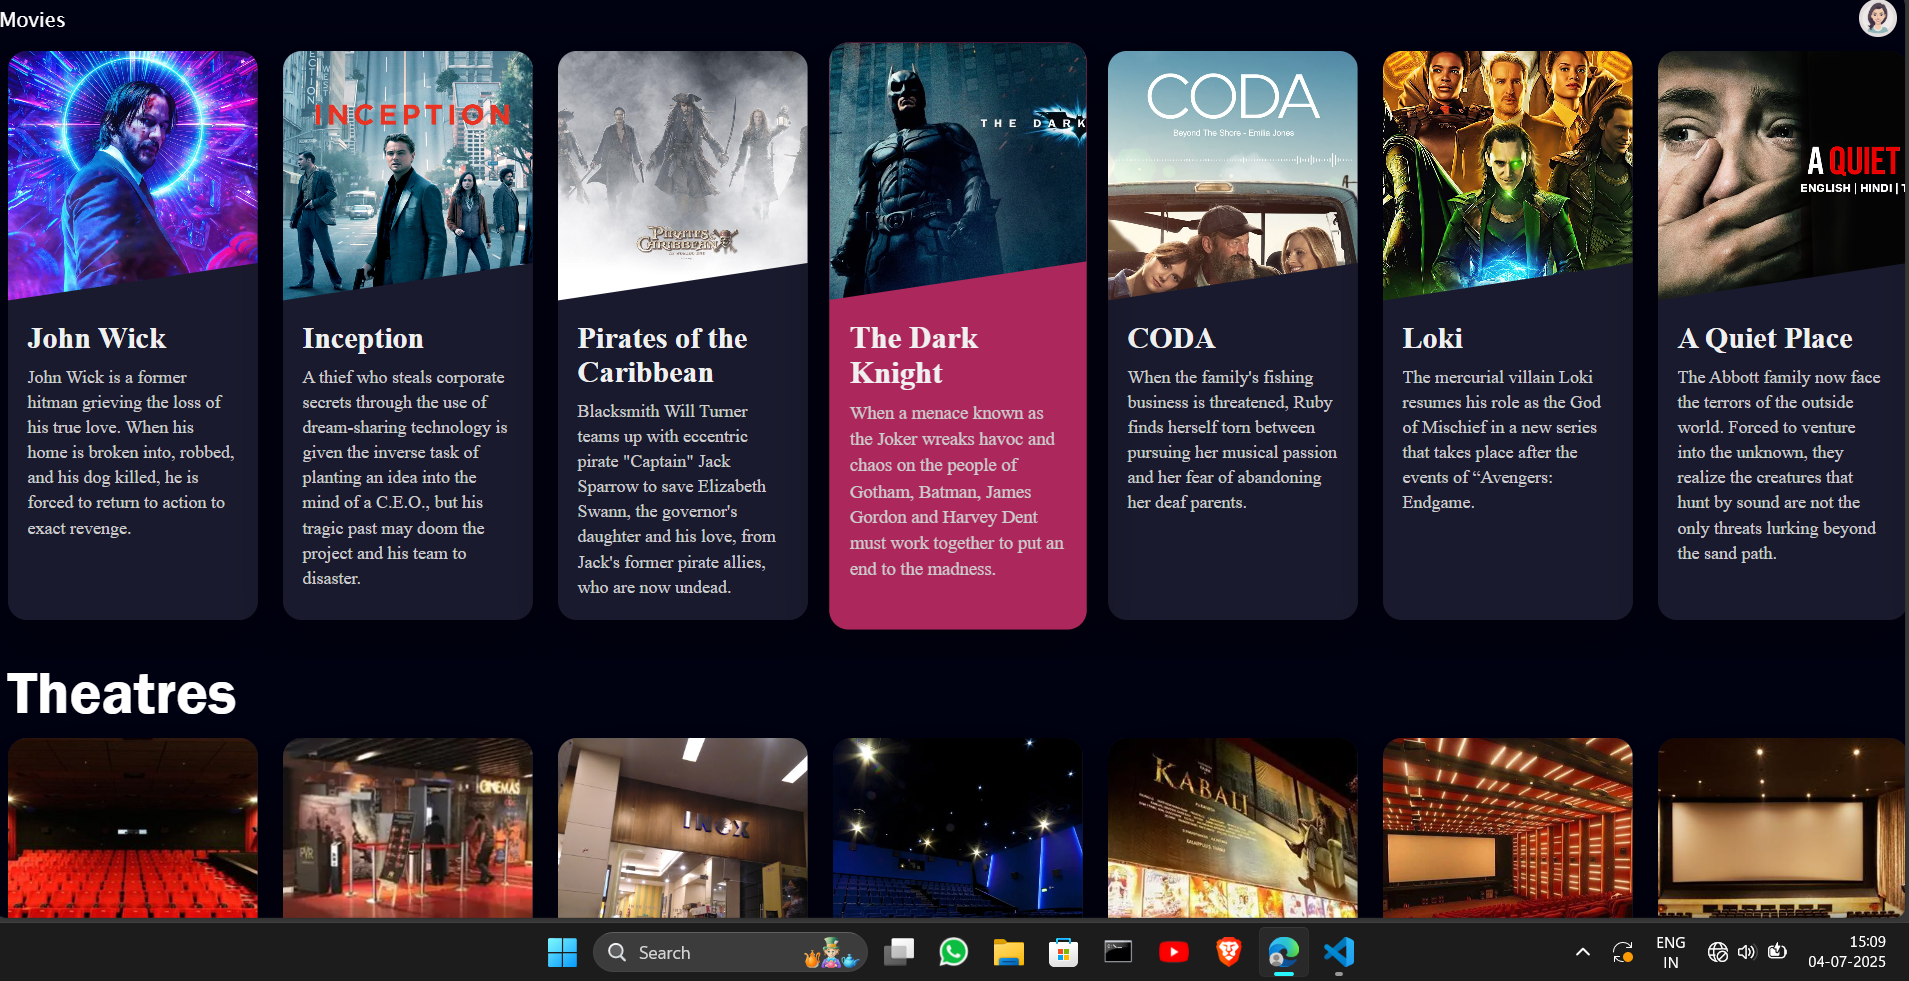 Movies
ECTION
WEST
INCEPTION
PIRATES of the CARIBBEAN
THE DARK
CODA
Beyond The Shore - Emilia Jones
A QUIET
ENGLISH | HINDI | T
John Wick
John Wick is a former
hitman grieving the loss of
his true love. When his
home is broken into, robbed,
and his dog killed, he is
forced to return to action to
exact revenge.
Inception
A thief who steals corporate
secrets through the use of
dream-sharing technology is
given the inverse task of
planting an idea into the
mind of a C.E.O., but his
tragic past may doom the
project and his team to
disaster.
Pirates of the
Caribbean
Blacksmith Will Turner
teams up with eccentric
pirate "Captain" Jack
Sparrow to save Elizabeth
Swann, the governor's
daughter and his love, from
Jack's former pirate allies,
who are now undead.
The Dark
Knight
When a menace known as
the Joker wreaks havoc and
chaos on the people of
Gotham, Batman, James
Gordon and Harvey Dent
must work together to put an
end to the madness.
CODA
When the family's fishing
business is threatened, Ruby
finds herself torn between
pursuing her musical passion
and her fear of abandoning
her deaf parents.
Loki
The mercurial villain Loki
resumes his role as the God
of Mischief in a new series
that takes place after the
events of “Avengers:
Endgame.
A Quiet Place
The Abbott family now face
the terrors of the outside
world. Forced to venture
into the unknown, they
realize the creatures that
hunt by sound are not the
only threats lurking beyond
the sand path.
Theatres
CINEMAS
PVR
INOX
KABALI
Search
ENG
IN
15:09
04-07-2025